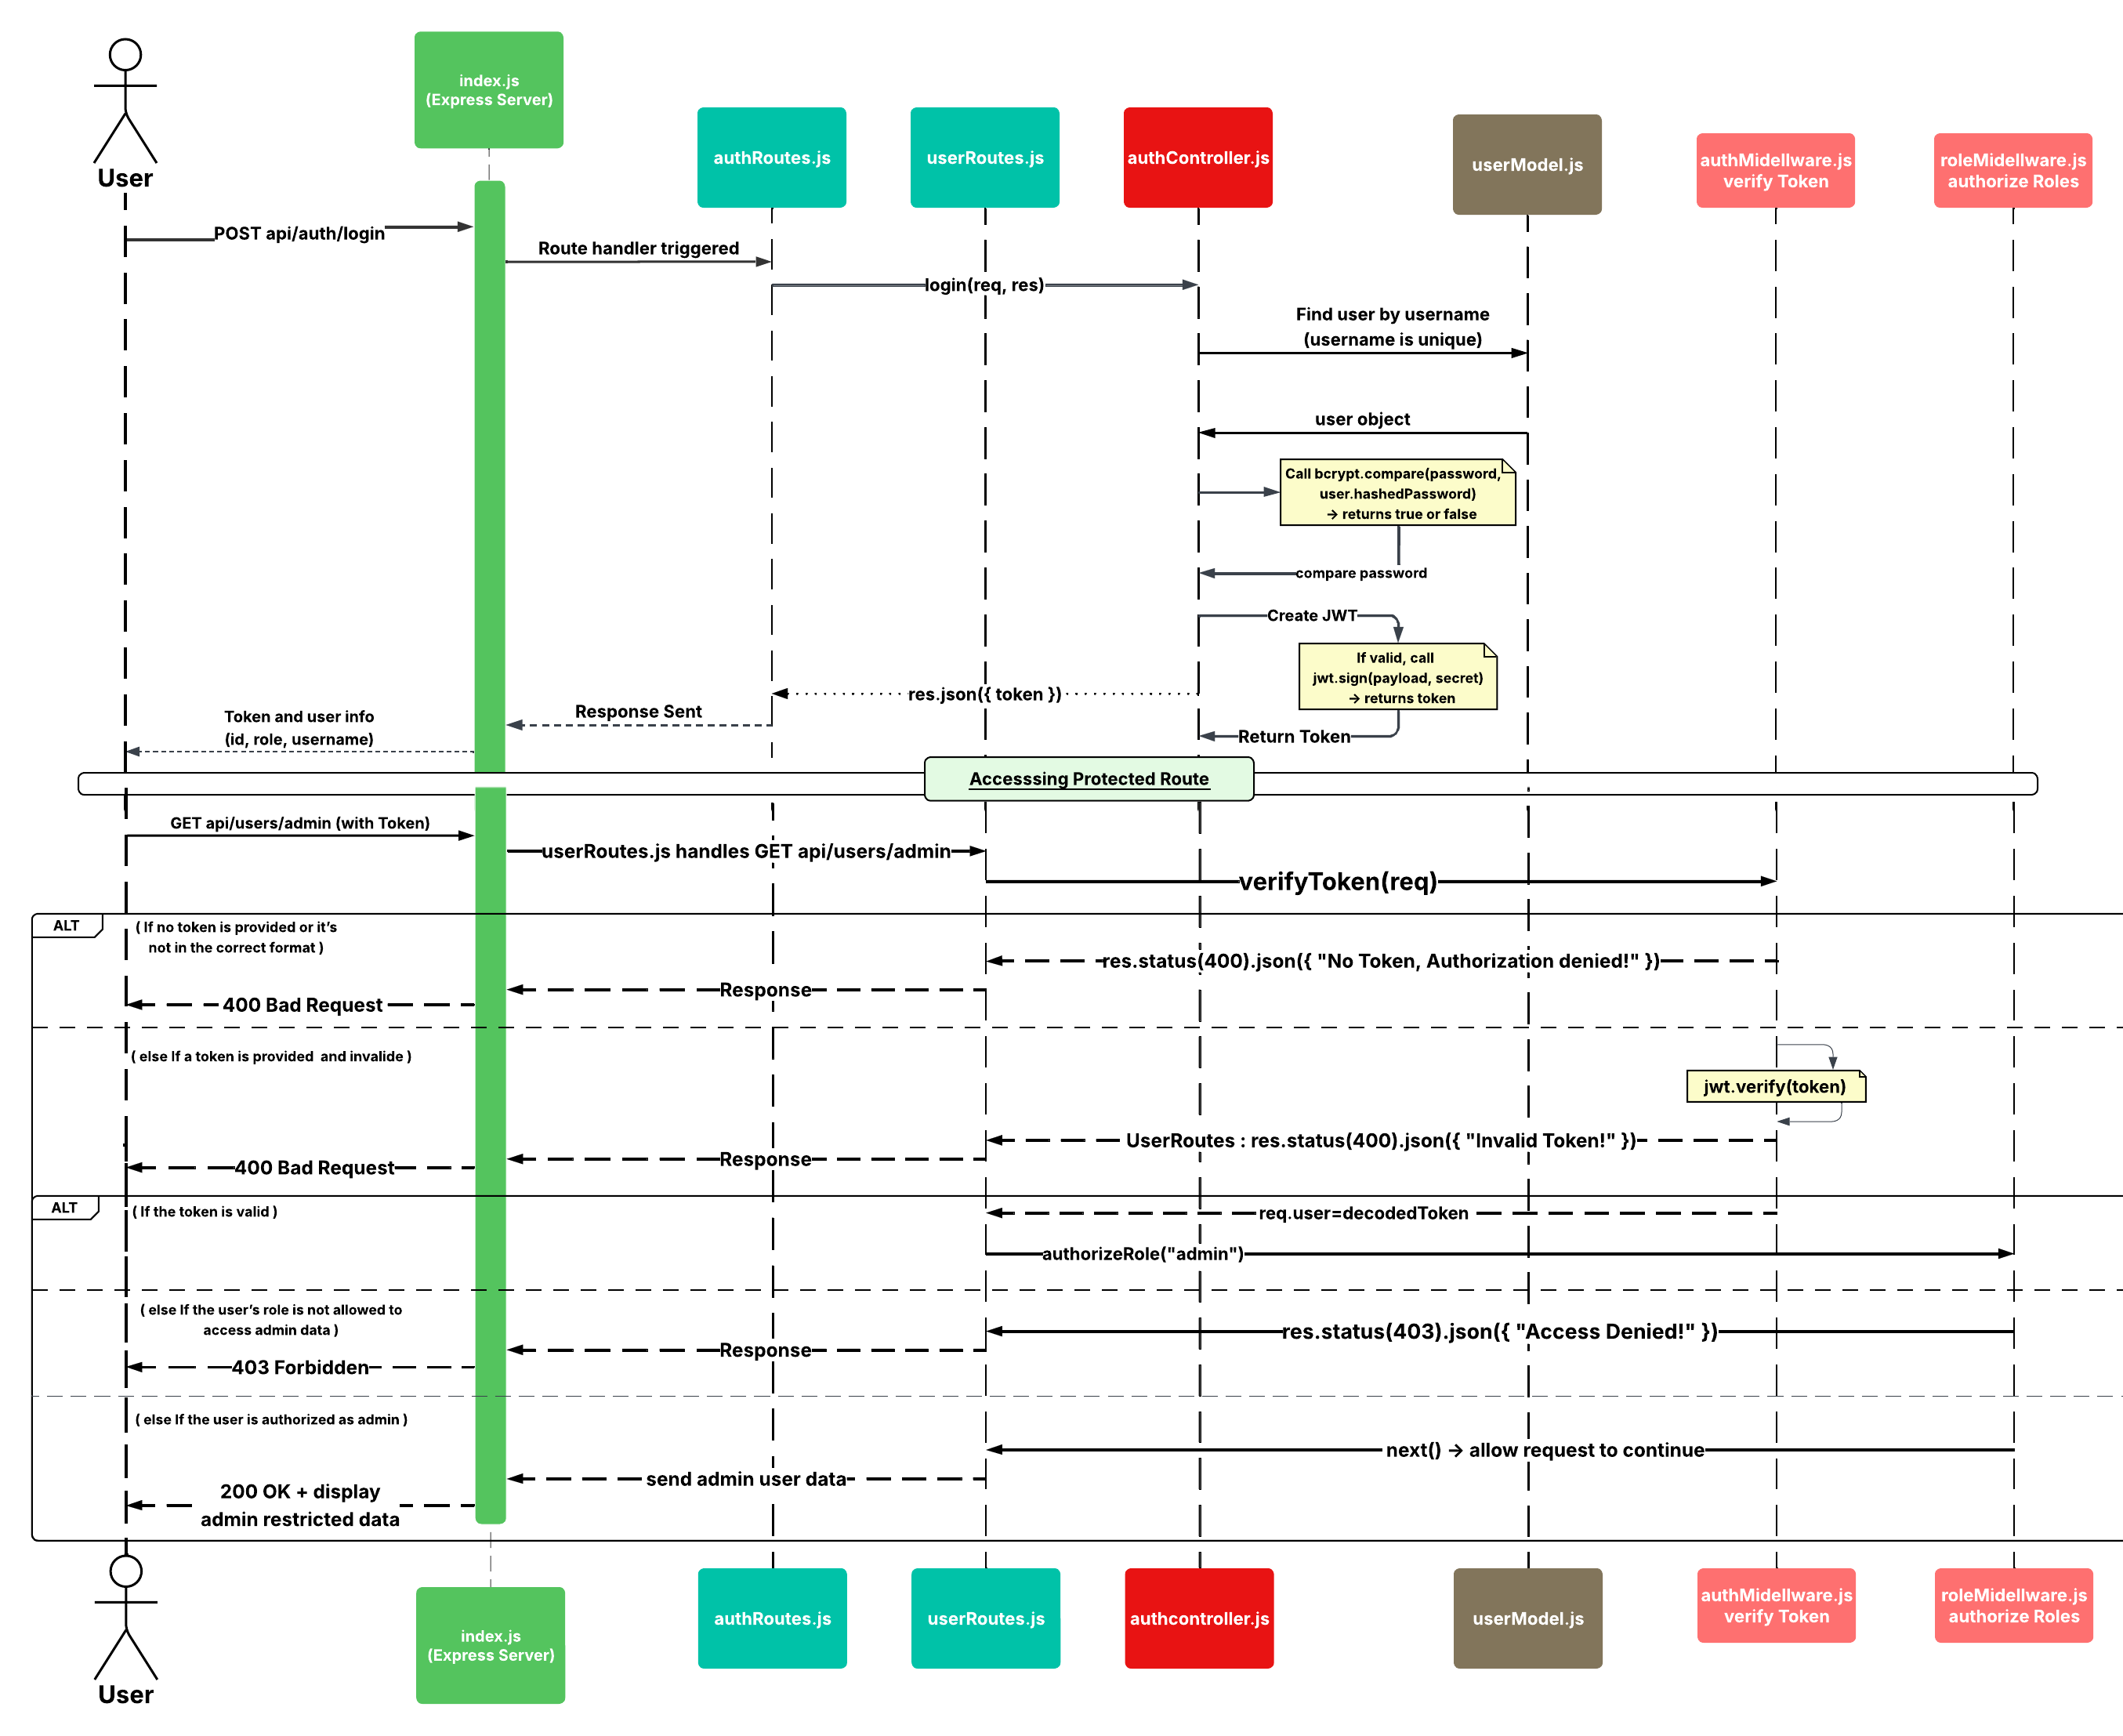 User
index.js
(Express Server)
authRoutes.js
userRoutes.js
authController.js
userModel.js
authMidellware.js
verify Token
roleMidellware.js
authorize Roles
POST api/auth/login
Route handler triggered
login(req, res)
Find user by username
(username is unique)
user object
Call bcrypt.compare(password,
user.hashedPassword)
→ returns true or false
compare password
Create JWT
If valid, call
jwt.sign(payload, secret)
→ returns token
res.json({ token })
Response Sent
Token and user info
(id, role, username)
Return Token
Accesssing Protected Route
GET api/users/admin (with Token)
userRoutes.js handles GET api/users/admin
verifyToken(req)
ALT
( If no token is provided or it's
not in the correct format )
res.status(400).json({ "No Token, Authorization denied!" })
Response
400 Bad Request
( else If a token is provided  and invalide )
jwt.verify(token)
UserRoutes : res.status(400).json({ "Invalid Token!" })
Response
400 Bad Request
ALT
( If the token is valid )
req.user=decodedToken
authorizeRole("admin")
( else If the user's role is not allowed to
access admin data )
res.status(403).json({ "Access Denied!" })
Response
403 Forbidden
( else If the user is authorized as admin )
next() → allow request to continue
send admin user data
200 OK + display
admin restricted data
User
index.js
(Express Server)
authRoutes.js
userRoutes.js
authcontroller.js
userModel.js
authMidellware.js
verify Token
roleMidellware.js
authorize Roles